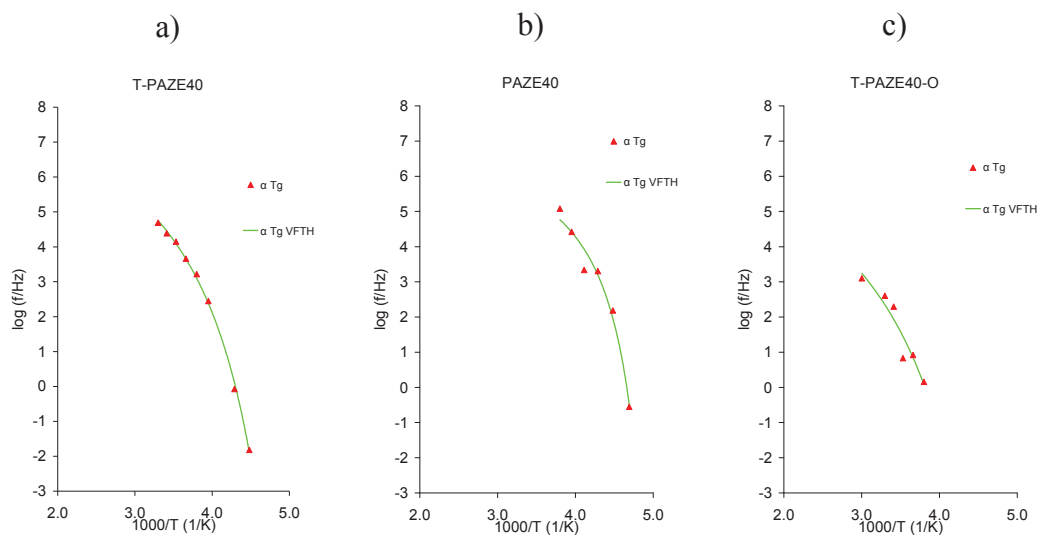 a)
T-PAZE40
8
7
6
5
4
3
2
1
0
-1
-2
-3
log (f/Hz)
2.0 3.0 4.0 5.0
1000/T (1/K)
α Tg
α Tg VFTH
b)
PAZE40
8
7
6
5
4
3
2
1
0
-1
-2
-3
log (f/Hz)
2.0 3.0 4.0 5.0
1000/T (1/K)
α Tg
α Tg VFTH
c)
T-PAZE40-O
8
7
6
5
4
3
2
1
0
-1
-2
-3
log (f/Hz)
2.0 3.0 4.0 5.0
1000/T (1/K)
α Tg
α Tg VFTH